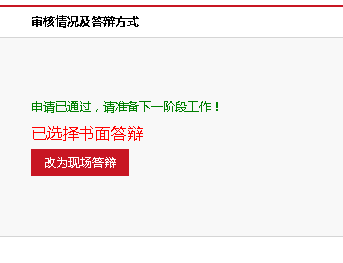 审核情况及答辩方式
申请已通过，请准备下一阶段工作！
已选择书面答辩
改为现场答辩